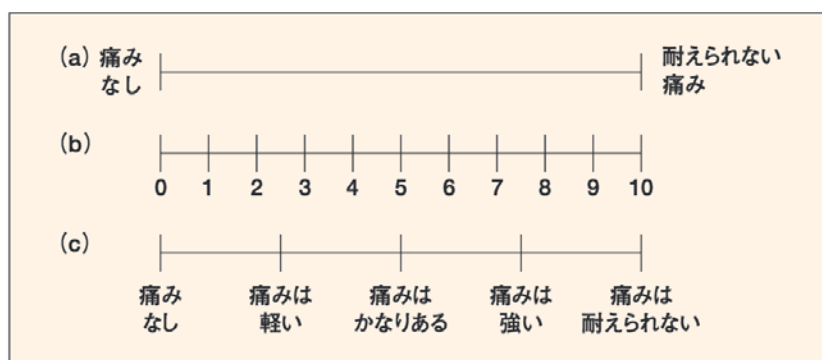 (a) 痛み なし 耐えられない 痛み
(b)
0 1 2 3 4 5 6 7 8 9 10
(c)
痛み 痛みは 痛みは 痛みは 痛みは
なし 軽い かなりある 強い 耐えられない